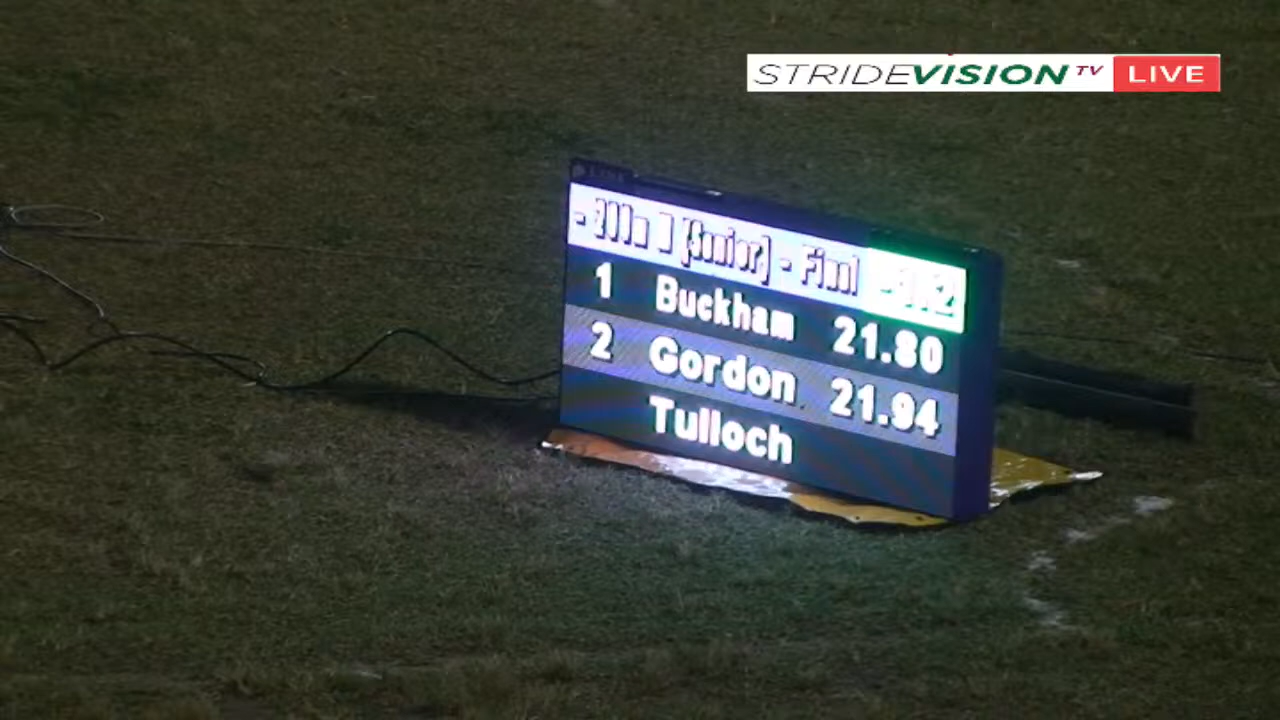 STRIDEVISION TV LIVE
- 200m M (Senior) - Final
1 Buckham 21.80
2 Gordon 21.94
Tulloch